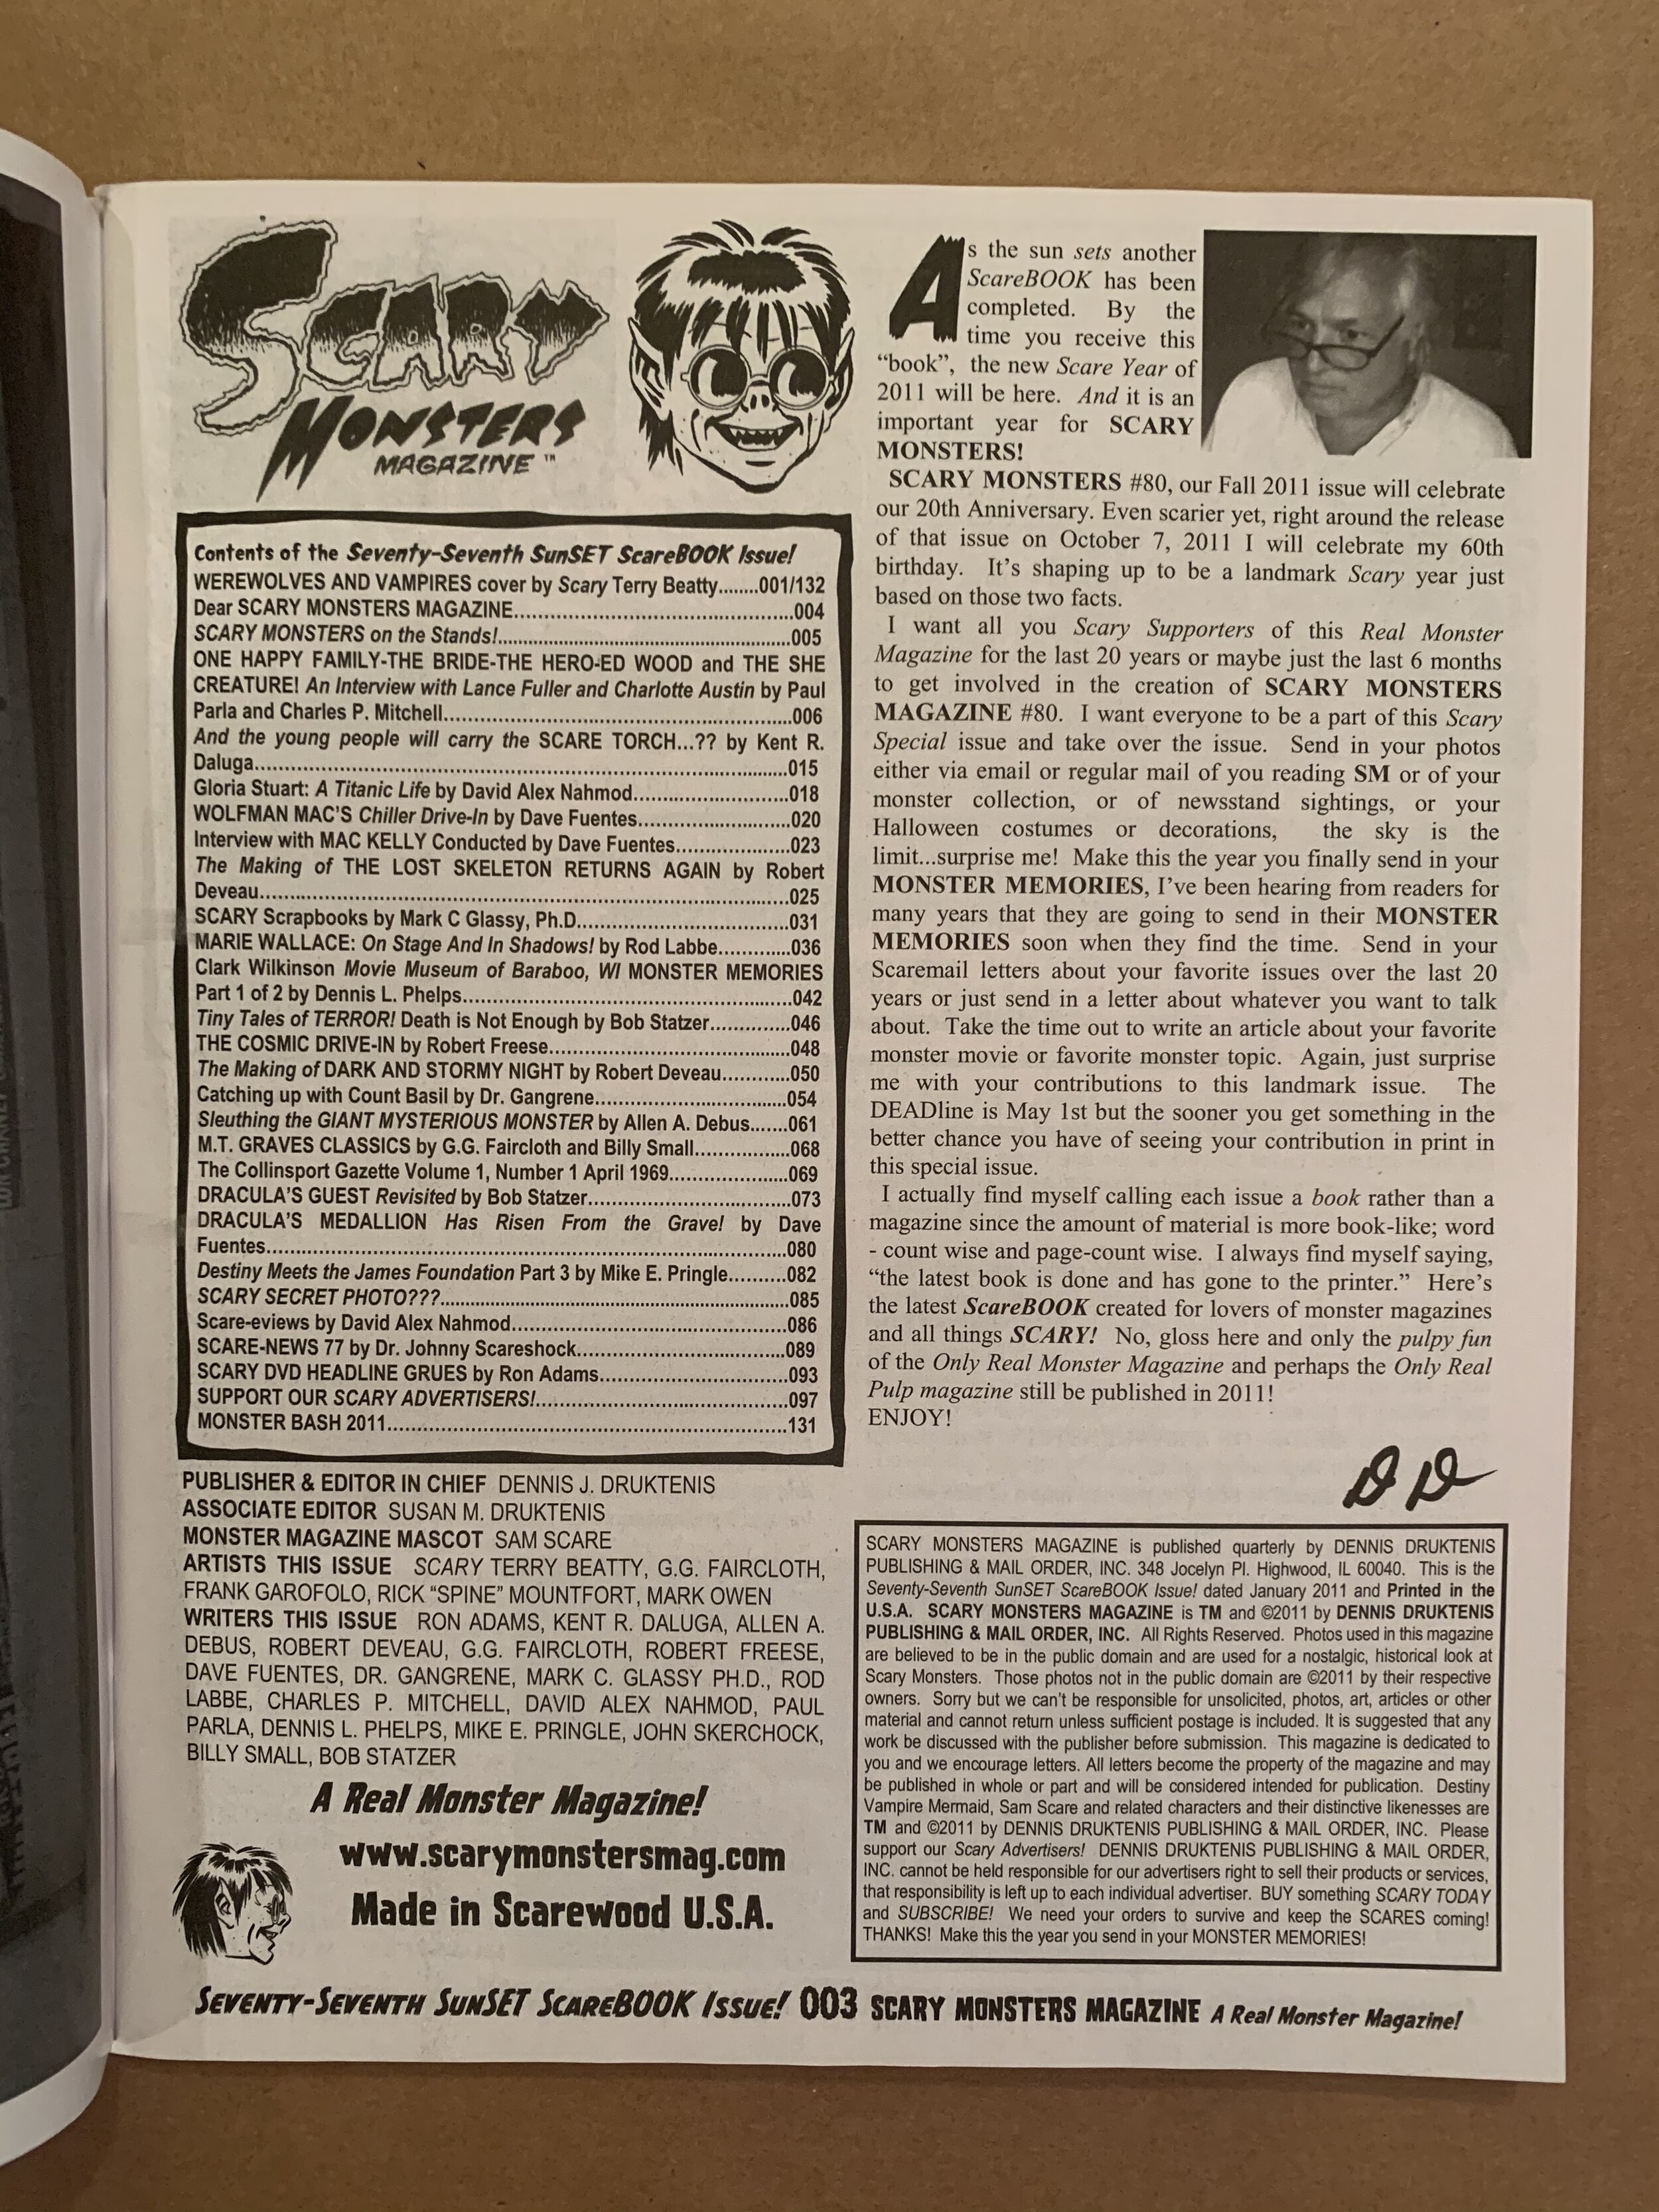 SCARY
MONSTERS
MAGAZINE ™
Contents of the Seventy-Seventh SunSET ScareBOOK Issue!
WEREWOLVES AND VAMPIRES cover by Scary Terry Beatty........001/132
Dear SCARY MONSTERS MAGAZINE.................................................004
SCARY MONSTERS on the Stands!....................................................005
ONE HAPPY FAMILY-THE BRIDE-THE HERO-ED WOOD and THE SHE
CREATURE! An Interview with Lance Fuller and Charlotte Austin by Paul
Parla and Charles P. Mitchell.............................................................006
And the young people will carry the SCARE TORCH...?? by Kent R.
Daluga..............................................................................................015
Gloria Stuart: A Titanic Life by David Alex Nahmod...........................018
WOLFMAN MAC'S Chiller Drive-In by Dave Fuentes...........................020
Interview with MAC KELLY Conducted by Dave Fuentes....................023
The Making of THE LOST SKELETON RETURNS AGAIN by Robert
Deveau.............................................................................................025
SCARY Scrapbooks by Mark C Glassy, Ph.D.....................................031
MARIE WALLACE: On Stage And In Shadows! by Rod Labbe.............036
Clark Wilkinson Movie Museum of Baraboo, WI MONSTER MEMORIES
Part 1 of 2 by Dennis L. Phelps..........................................................042
Tiny Tales of TERROR! Death is Not Enough by Bob Statzer..............046
THE COSMIC DRIVE-IN by Robert Freese..........................................048
The Making of DARK AND STORMY NIGHT by Robert Deveau............050
Catching up with Count Basil by Dr. Gangrene..................................054
Sleuthing the GIANT MYSTERIOUS MONSTER by Allen A. Debus.......061
M.T. GRAVES CLASSICS by G.G. Faircloth and Billy Small.................068
The Collinsport Gazette Volume 1, Number 1 April 1969.....................069
DRACULA'S GUEST Revisited by Bob Statzer....................................073
DRACULA'S MEDALLION Has Risen From the Grave! by Dave
Fuentes............................................................................................080
Destiny Meets the James Foundation Part 3 by Mike E. Pringle..........082
SCARY SECRET PHOTO???.............................................................085
Scare-eviews by David Alex Nahmod................................................086
SCARE-NEWS 77 by Dr. Johnny Scareshock.....................................089
SCARY DVD HEADLINE GRUES by Ron Adams.................................093
SUPPORT OUR SCARY ADVERTISERS!............................................097
MONSTER BASH 2011......................................................................131
PUBLISHER & EDITOR IN CHIEF DENNIS J. DRUKTENIS
ASSOCIATE EDITOR SUSAN M. DRUKTENIS
MONSTER MAGAZINE MASCOT SAM SCARE
ARTISTS THIS ISSUE SCARY TERRY BEATTY, G.G. FAIRCLOTH,
FRANK GAROFOLO, RICK "SPINE" MOUNTFORT, MARK OWEN
WRITERS THIS ISSUE RON ADAMS, KENT R. DALUGA, ALLEN A.
DEBUS, ROBERT DEVEAU, G.G. FAIRCLOTH, ROBERT FREESE,
DAVE FUENTES, DR. GANGRENE, MARK C. GLASSY PH.D., ROD
LABBE, CHARLES P. MITCHELL, DAVID ALEX NAHMOD, PAUL
PARLA, DENNIS L. PHELPS, MIKE E. PRINGLE, JOHN SKERCHOCK,
BILLY SMALL, BOB STATZER
A Real Monster Magazine!
www.scarymonstersmag.com
Made in Scarewood U.S.A.
As the sun sets another
ScareBOOK has been
completed. By the
time you receive this
"book", the new Scare Year of
2011 will be here. And it is an
important year for SCARY
MONSTERS!
SCARY MONSTERS #80, our Fall 2011 issue will celebrate
our 20th Anniversary. Even scarier yet, right around the release
of that issue on October 7, 2011 I will celebrate my 60th
birthday. It's shaping up to be a landmark Scary year just
based on those two facts.
I want all you Scary Supporters of this Real Monster
Magazine for the last 20 years or maybe just the last 6 months
to get involved in the creation of SCARY MONSTERS
MAGAZINE #80. I want everyone to be a part of this Scary
Special issue and take over the issue. Send in your photos
either via email or regular mail of you reading SM or of your
monster collection, or of newsstand sightings, or your
Halloween costumes or decorations, the sky is the
limit...surprise me! Make this the year you finally send in your
MONSTER MEMORIES, I've been hearing from readers for
many years that they are going to send in their MONSTER
MEMORIES soon when they find the time. Send in your
Scaremail letters about your favorite issues over the last 20
years or just send in a letter about whatever you want to talk
about. Take the time out to write an article about your favorite
monster movie or favorite monster topic. Again, just surprise
me with your contributions to this landmark issue. The
DEADline is May 1st but the sooner you get something in the
better chance you have of seeing your contribution in print in
this special issue.
I actually find myself calling each issue a book rather than a
magazine since the amount of material is more book-like; word
- count wise and page-count wise. I always find myself saying,
"the latest book is done and has gone to the printer." Here's
the latest ScareBOOK created for lovers of monster magazines
and all things SCARY! No, gloss here and only the pulpy fun
of the Only Real Monster Magazine and perhaps the Only Real
Pulp magazine still be published in 2011!
ENJOY!
DD
SCARY MONSTERS MAGAZINE is published quarterly by DENNIS DRUKTENIS
PUBLISHING & MAIL ORDER, INC. 348 Jocelyn Pl. Highwood, IL 60040. This is the
Seventy-Seventh SunSET ScareBOOK Issue! dated January 2011 and Printed in the
U.S.A. SCARY MONSTERS MAGAZINE is TM and ©2011 by DENNIS DRUKTENIS
PUBLISHING & MAIL ORDER, INC. All Rights Reserved. Photos used in this magazine
are believed to be in the public domain and are used for a nostalgic, historical look at
Scary Monsters. Those photos not in the public domain are ©2011 by their respective
owners. Sorry but we can't be responsible for unsolicited, photos, art, articles or other
material and cannot return unless sufficient postage is included. It is suggested that any
work be discussed with the publisher before submission. This magazine is dedicated to
you and we encourage letters. All letters become the property of the magazine and may
be published in whole or part and will be considered intended for publication. Destiny
Vampire Mermaid, Sam Scare and related characters and their distinctive likenesses are
TM and ©2011 by DENNIS DRUKTENIS PUBLISHING & MAIL ORDER, INC. Please
support our Scary Advertisers! DENNIS DRUKTENIS PUBLISHING & MAIL ORDER,
INC. cannot be held responsible for our advertisers right to sell their products or services,
that responsibility is left up to each individual advertiser. BUY something SCARY TODAY
and SUBSCRIBE! We need your orders to survive and keep the SCARES coming!
THANKS! Make this the year you send in your MONSTER MEMORIES!
SEVENTY-SEVENTH SUNSET SCAREBOOK ISSUE! 003 SCARY MONSTERS MAGAZINE A Real Monster Magazine!